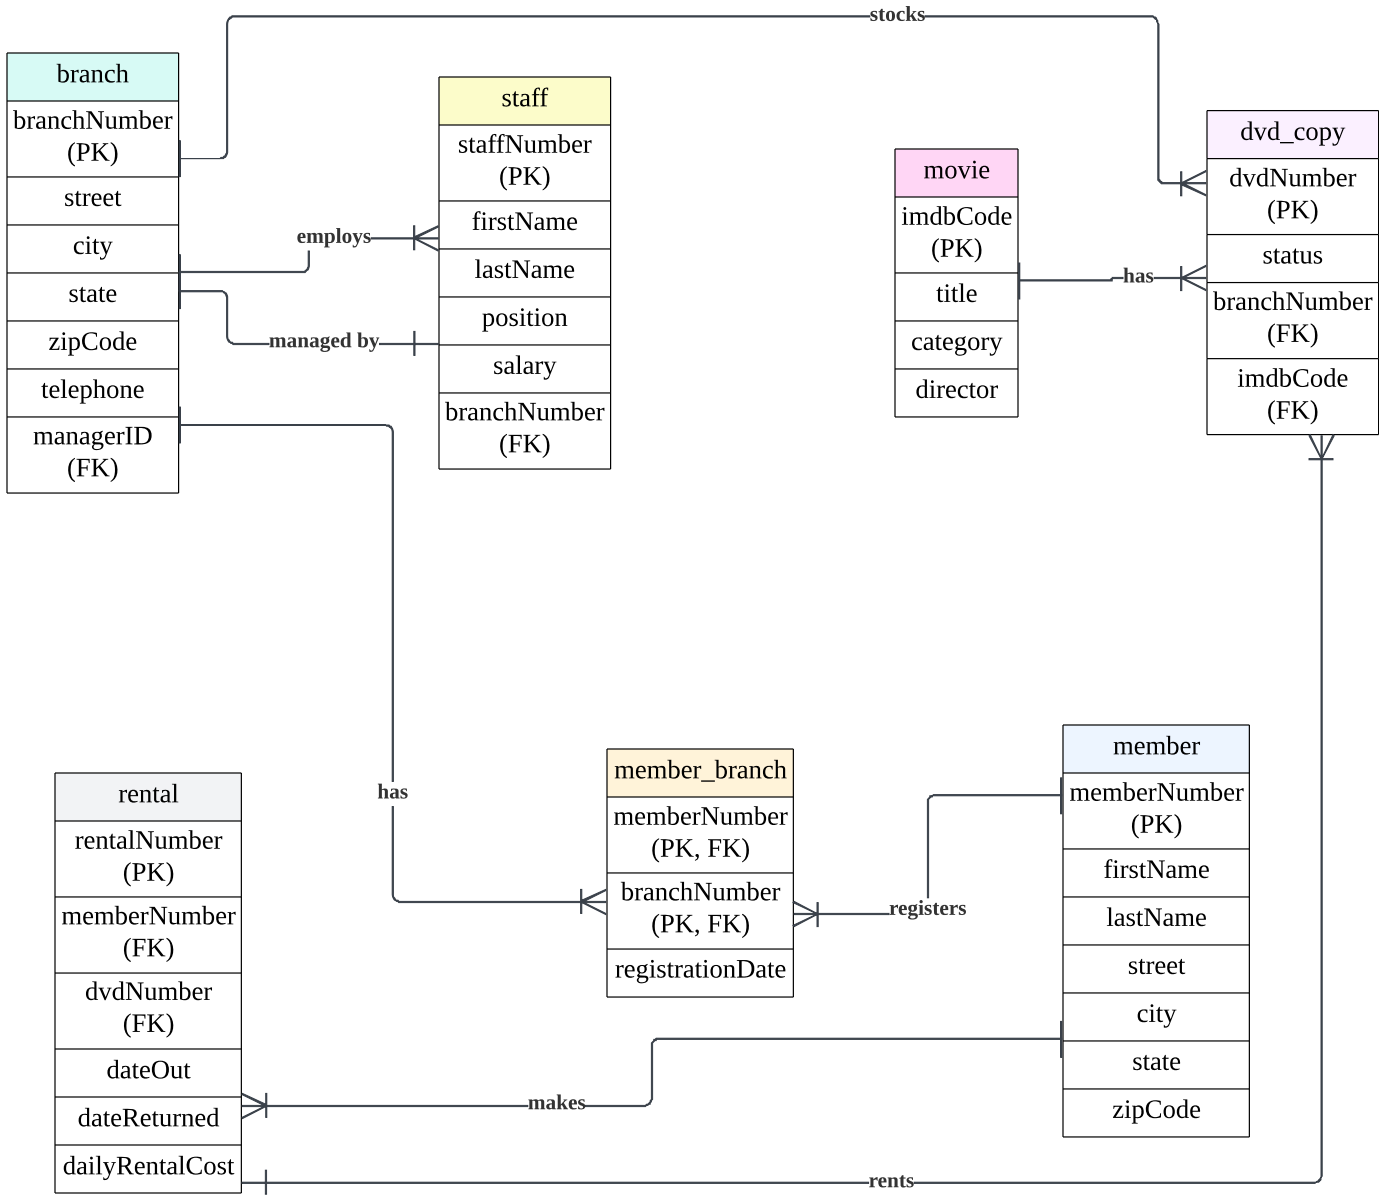 stocks
branch
branchNumber
(PK)
street
city
state
zipCode
telephone
managerID
(FK)
staff
staffNumber
(PK)
firstName
lastName
position
salary
branchNumber
(FK)
employs
managed by
movie
imdbCode
(PK)
title
category
director
has
dvd_copy
dvdNumber
(PK)
status
branchNumber
(FK)
imdbCode
(FK)
has
rental
rentalNumber
(PK)
memberNumber
(FK)
dvdNumber
(FK)
dateOut
dateReturned
dailyRentalCost
member_branch
memberNumber
(PK, FK)
branchNumber
(PK, FK)
registrationDate
registers
member
memberNumber
(PK)
firstName
lastName
street
city
state
zipCode
makes
rents